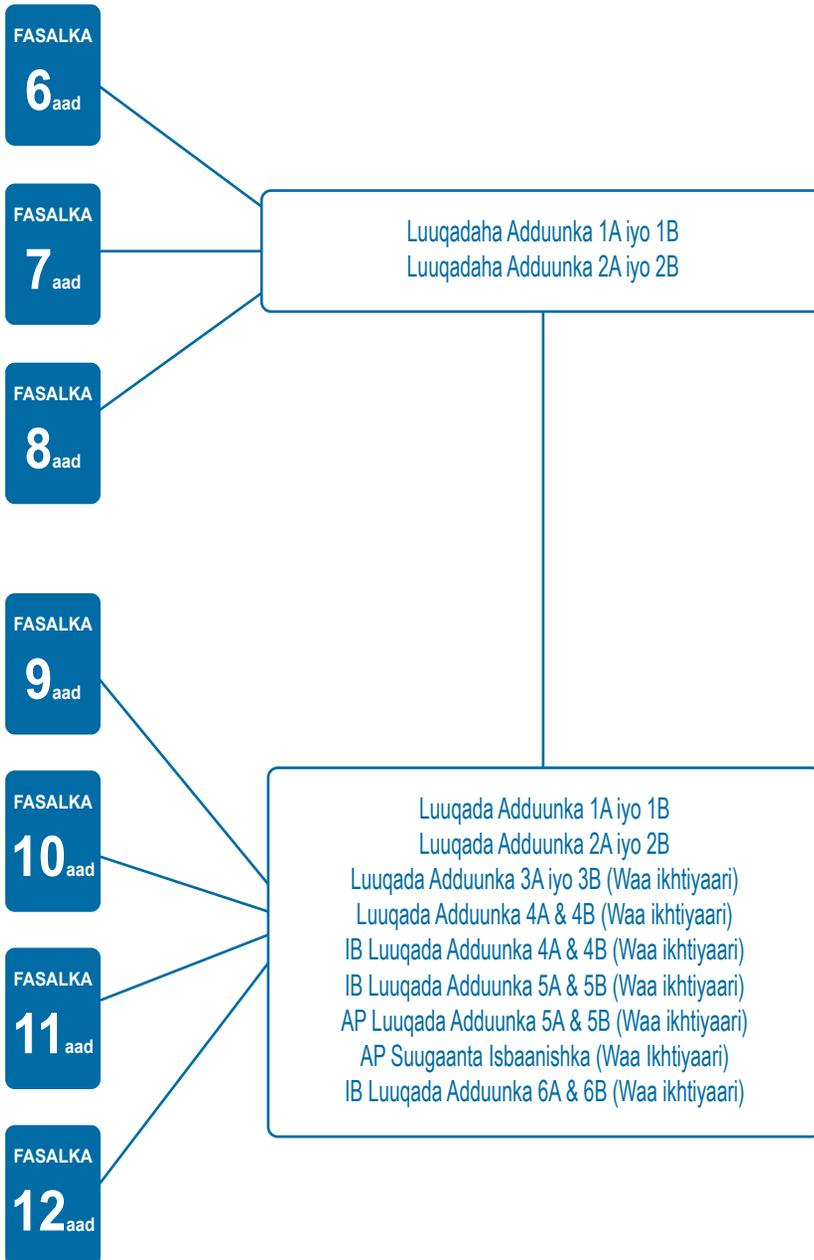 FASALKA
6aad
FASALKA
7aad
FASALKA
8aad
Luuqadaha Adduunka 1A iyo 1B
Luuqadaha Adduunka 2A iyo 2B
FASALKA
9aad
FASALKA
10aad
FASALKA
11aad
FASALKA
12aad
Luuqada Adduunka 1A iyo 1B
Luuqada Adduunka 2A iyo 2B
Luuqada Adduunka 3A iyo 3B (Waa ikhtiyaari)
Luuqada Adduunka 4A & 4B (Waa ikhtiyaari)
IB Luuqada Adduunka 4A & 4B (Waa ikhtiyaari)
IB Luuqada Adduunka 5A & 5B (Waa ikhtiyaari)
AP Luuqada Adduunka 5A & 5B (Waa ikhtiyaari)
AP Suugaanta Isbaanishka (Waa Ikhtiyaari)
IB Luuqada Adduunka 6A & 6B (Waa ikhtiyaari)